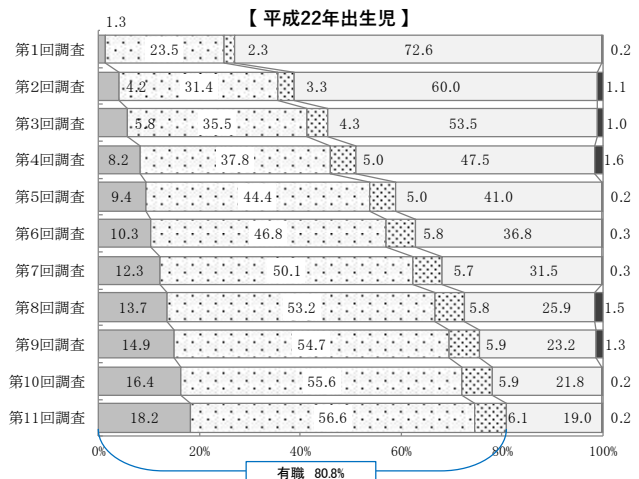 【 平成22年出生児 】
1.3
第1回調査 23.5 2.3 72.6 0.2
第2回調査 4.2 31.4 3.3 60.0 1.1
第3回調査 5.8 35.5 4.3 53.5 1.0
第4回調査 8.2 37.8 5.0 47.5 1.6
第5回調査 9.4 44.4 5.0 41.0 0.2
第6回調査 10.3 46.8 5.8 36.8 0.3
第7回調査 12.3 50.1 5.7 31.5 0.3
第8回調査 13.7 53.2 5.8 25.9 1.5
第9回調査 14.9 54.7 5.9 23.2 1.3
第10回調査 16.4 55.6 5.9 21.8 0.2
第11回調査 18.2 56.6 6.1 19.0 0.2
0% 20% 40% 60% 80% 100%
有職 80.8%